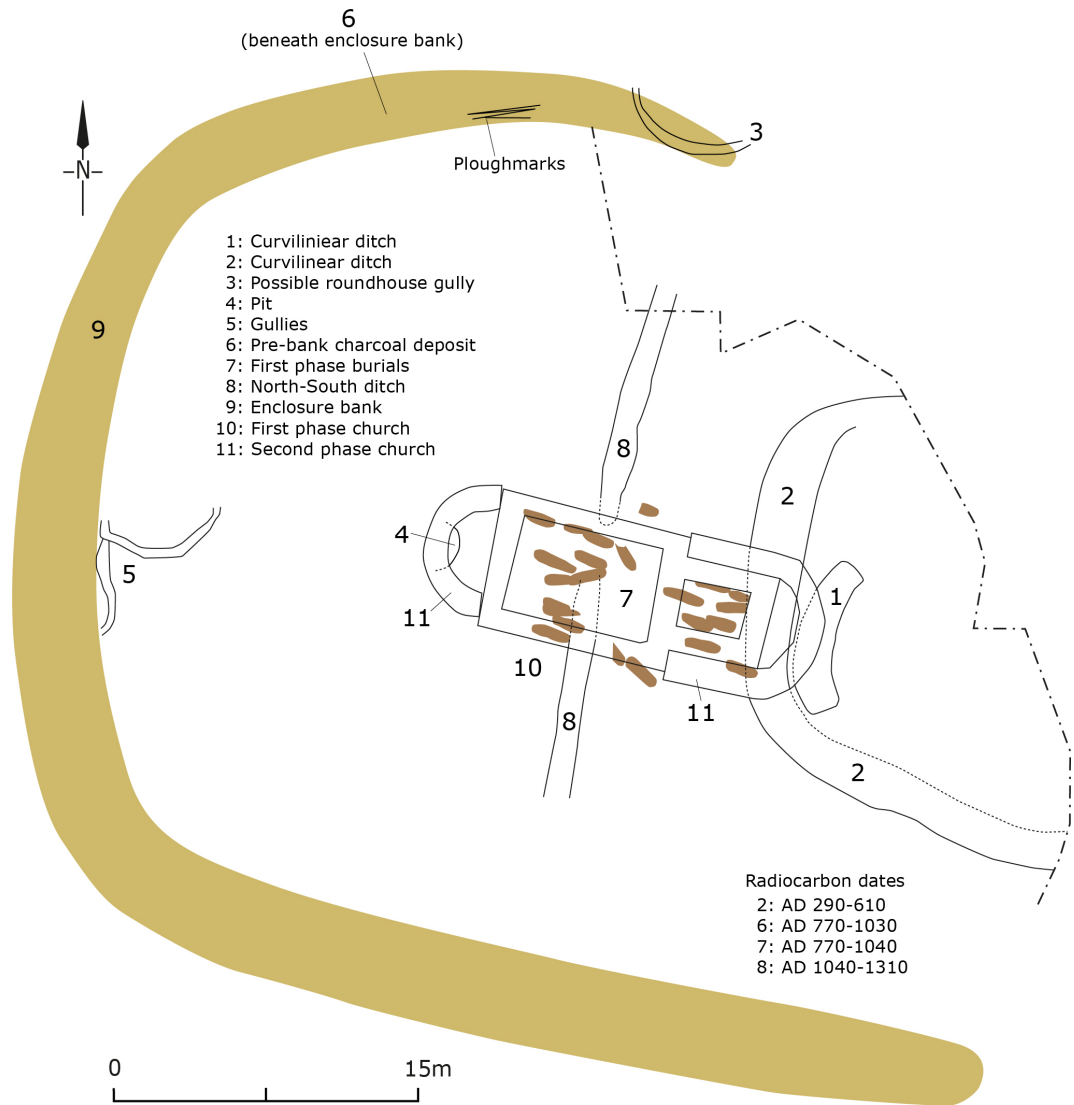 6
(beneath enclosure bank)
3
Ploughmarks
–N–
1: Curviliniear ditch
2: Curvilinear ditch
3: Possible roundhouse gully
4: Pit
5: Gullies
6: Pre-bank charcoal deposit
7: First phase burials
8: North-South ditch
9: Enclosure bank
10: First phase church
11: Second phase church
9
8
2
4
5
7
1
11
10
11
8
2
Radiocarbon dates
2: AD 290-610
6: AD 770-1030
7: AD 770-1040
8: AD 1040-1310
0
15m